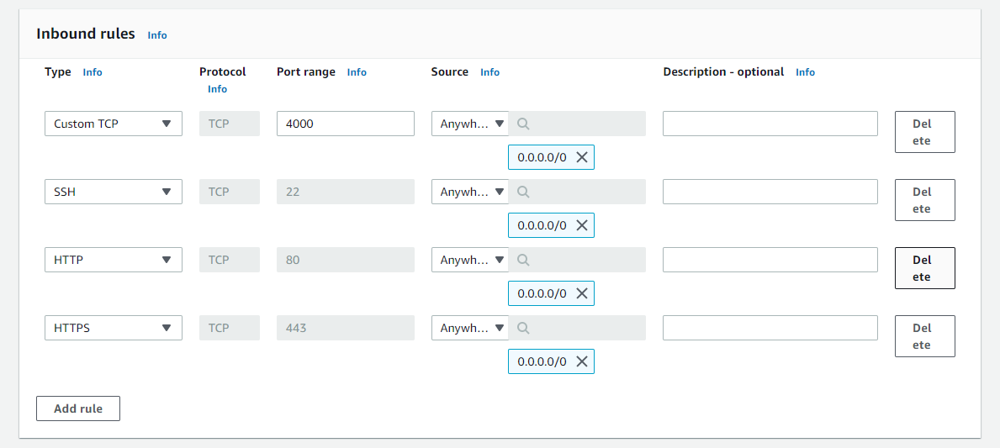 Inbound rules Info
Type Info Protocol Port range Info Source Info Description - optional Info
Info
Custom TCP TCP 4000 Anywh... Del
ete
0.0.0.0/0
SSH TCP 22 Anywh... Del
ete
0.0.0.0/0
HTTP TCP 80 Anywh... Del
ete
0.0.0.0/0
HTTPS TCP 443 Anywh... Del
ete
0.0.0.0/0
Add rule